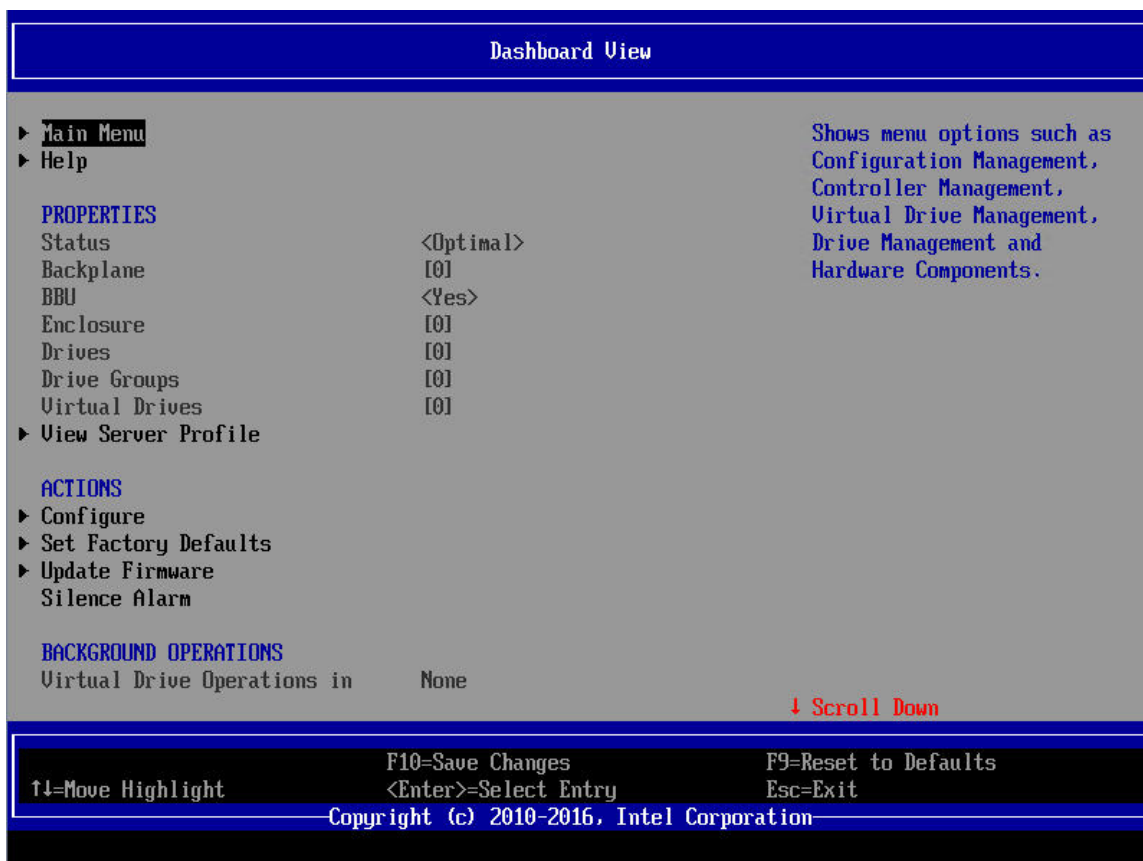 Dashboard View
Main Menu
Help
PROPERTIES
Status <Optimal>
Backplane [0]
BBU <Yes>
Enclosure [0]
Drives [0]
Drive Groups [0]
Virtual Drives [0]
View Server Profile
ACTIONS
Configure
Set Factory Defaults
Update Firmware
Silence Alarm
BACKGROUND OPERATIONS
Virtual Drive Operations in None
Shows menu options such as
Configuration Management,
Controller Management,
Virtual Drive Management,
Drive Management and
Hardware Components.
↓ Scroll Down
F10=Save Changes F9=Reset to Defaults
↑↓=Move Highlight <Enter>=Select Entry Esc=Exit
Copyright (c) 2010-2016, Intel Corporation